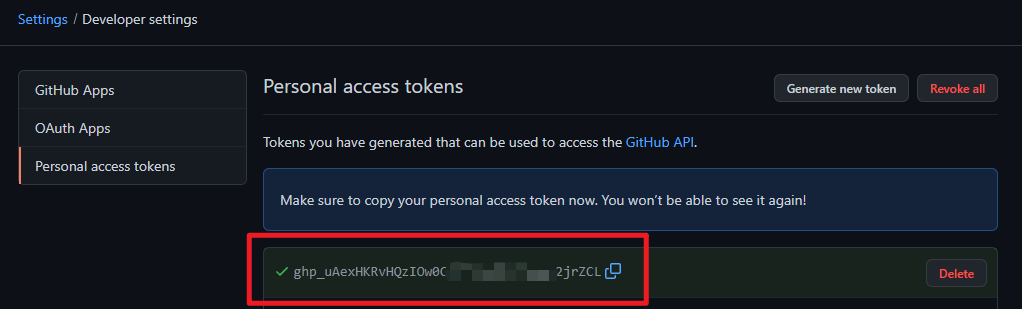 Settings / Developer settings
GitHub Apps
OAuth Apps
Personal access tokens
Personal access tokens
Generate new token
Revoke all
Tokens you have generated that can be used to access the GitHub API.
Make sure to copy your personal access token now. You won’t be able to see it again!
ghp_uAexHKRvHQzIOw0C 2jrZCL
Delete